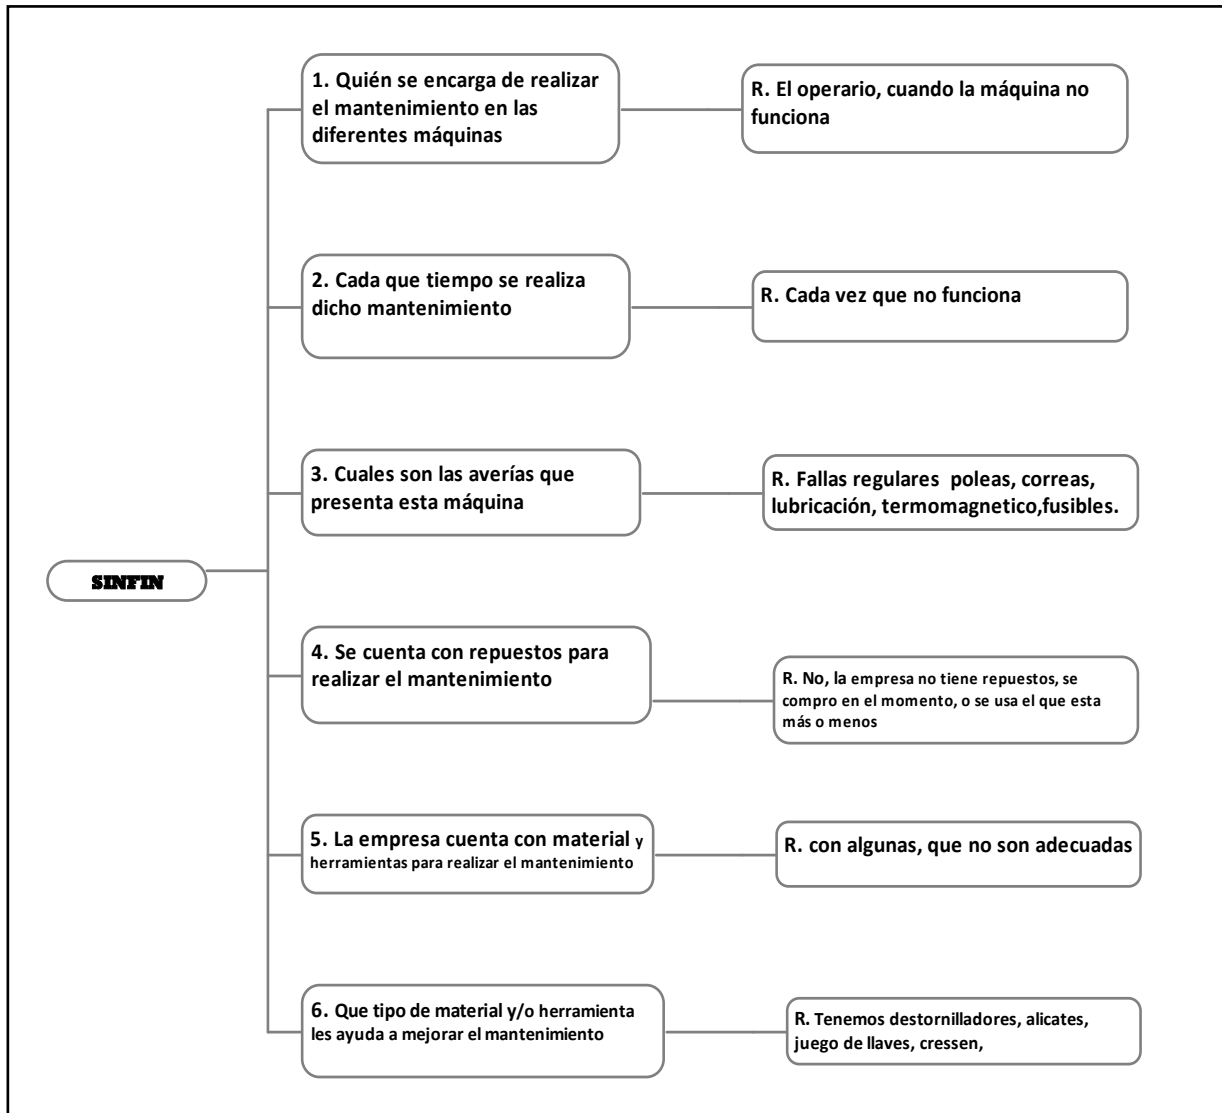 1. Quién se encarga de realizar
el mantenimiento en las
diferentes máquinas
R. El operario, cuando la máquina no
funciona
2. Cada que tiempo se realiza
dicho mantenimiento
R. Cada vez que no funciona
3. Cuales son las averías que
presenta esta máquina
R. Fallas regulares poleas, correas,
lubricación, termomagnetico,fusibles.
SINFIN
4. Se cuenta con repuestos para
realizar el mantenimiento
R. No, la empresa no tiene repuestos, se
compro en el momento, o se usa el que esta
más o menos
5. La empresa cuenta con material y
herramientas para realizar el mantenimiento
R. con algunas, que no son adecuadas
6. Que tipo de material y/o herramienta
les ayuda a mejorar el mantenimiento
R. Tenemos destornilladores, alicates,
juego de llaves, cressen,